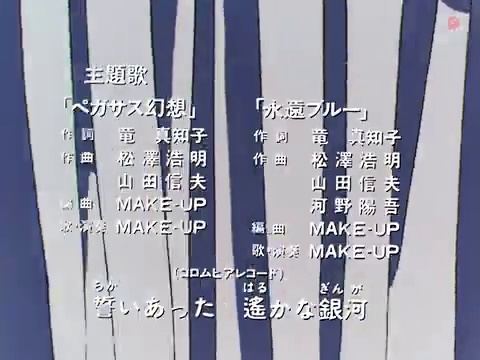 主題歌
「ペガサス幻想」
作詞 竜 真知子
作曲 松澤浩明
山田信夫
編曲 MAKE-UP
歌・演奏 MAKE-UP
「永遠ブルー」
作詞 竜 真知子
作曲 松澤浩明
山田信夫
河野陽吾
編曲 MAKE-UP
歌・演奏 MAKE-UP
(コロムビアレコード)
ちか はる ぎんが
誓いあった 遙かな銀河